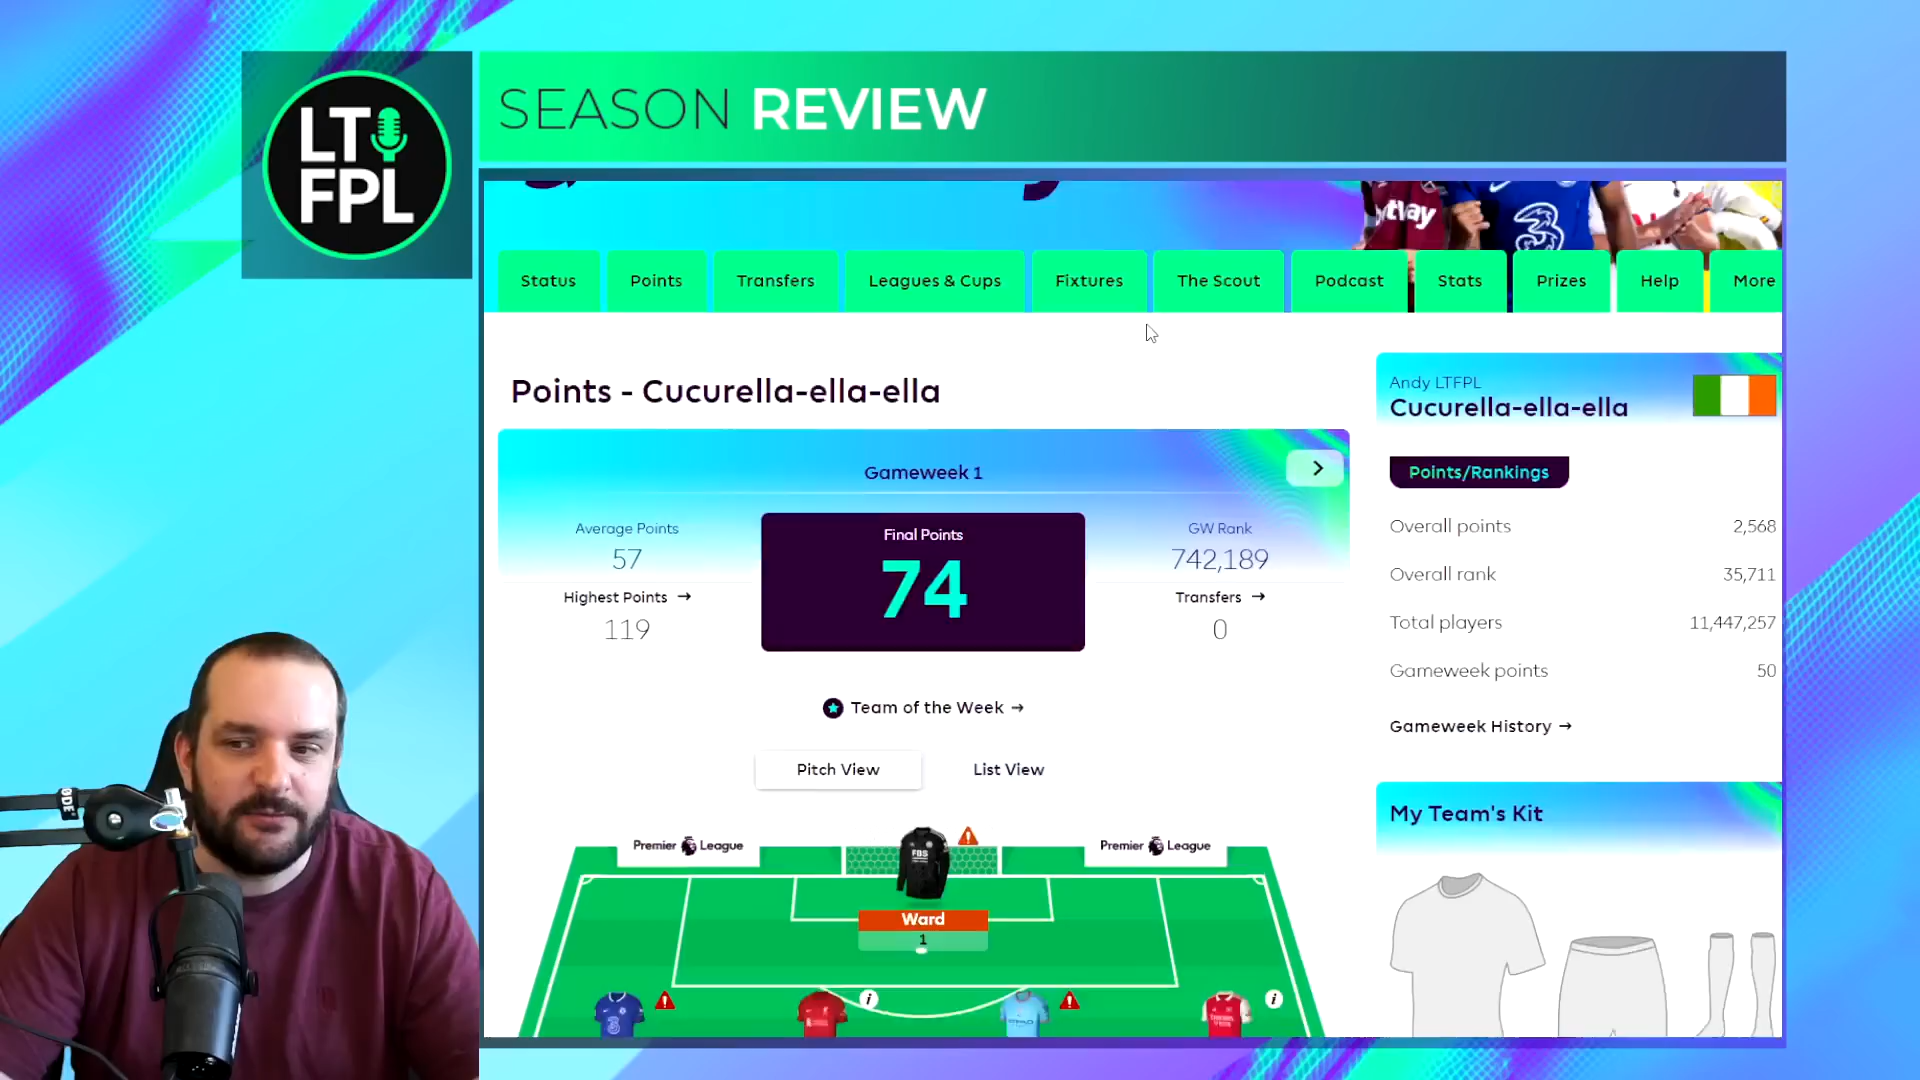 LT
FPL
SEASON REVIEW
betway
3
Status
Points
Transfers
Leagues & Cups
Fixtures
The Scout
Podcast
Stats
Prizes
Help
More
Points - Cucurella-ella-ella
Gameweek 1
Average Points
57
Highest Points →
119
Final Points
74
GW Rank
742,189
Transfers →
0
Team of the Week →
Pitch View
List View
Premier League
Premier League
FBS
Ward
1
3
Andy LTFPL
Cucurella-ella-ella
Points/Rankings
Overall points 2,568
Overall rank 35,711
Total players 11,447,257
Gameweek points 50
Gameweek History →
My Team's Kit